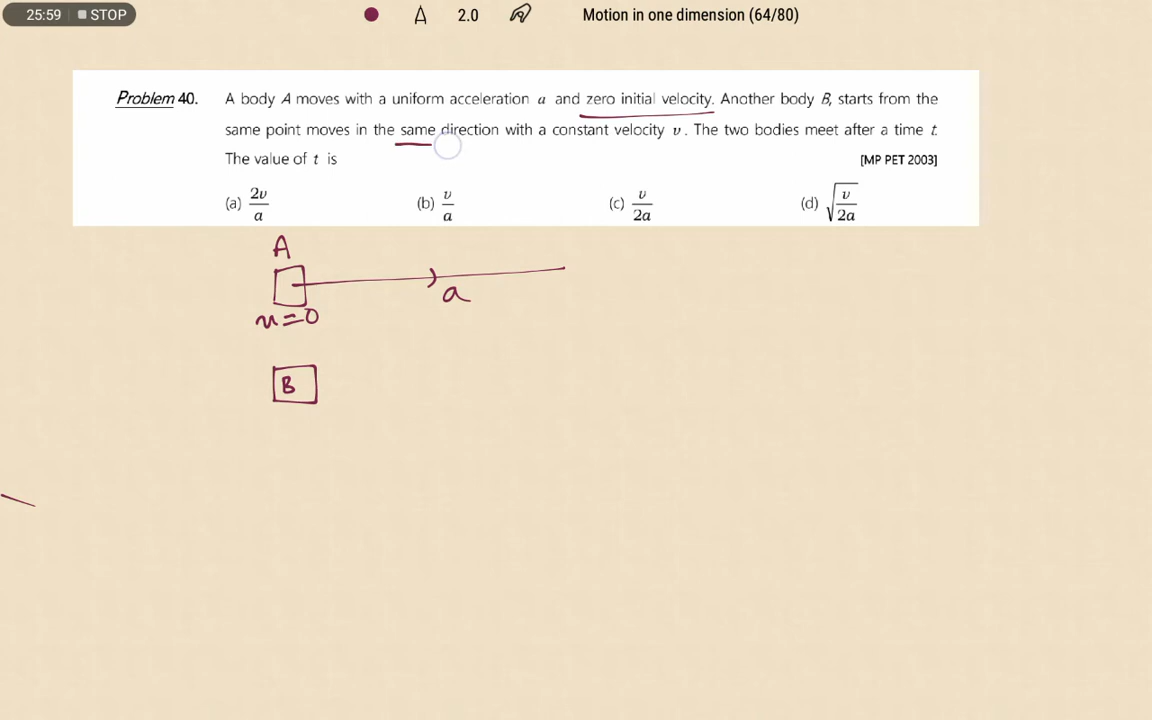 25:59 STOP A 2.0 Motion in one dimension (64/80)
Problem 40. A body A moves with a uniform acceleration a and zero initial velocity. Another body B, starts from the
same point moves in the same direction with a constant velocity v. The two bodies meet after a time t.
The value of t is [MP PET 2003]
(a) 2v/a (b) v/a (c) v/2a (d) √(v/2a)
A
a
u=0
B